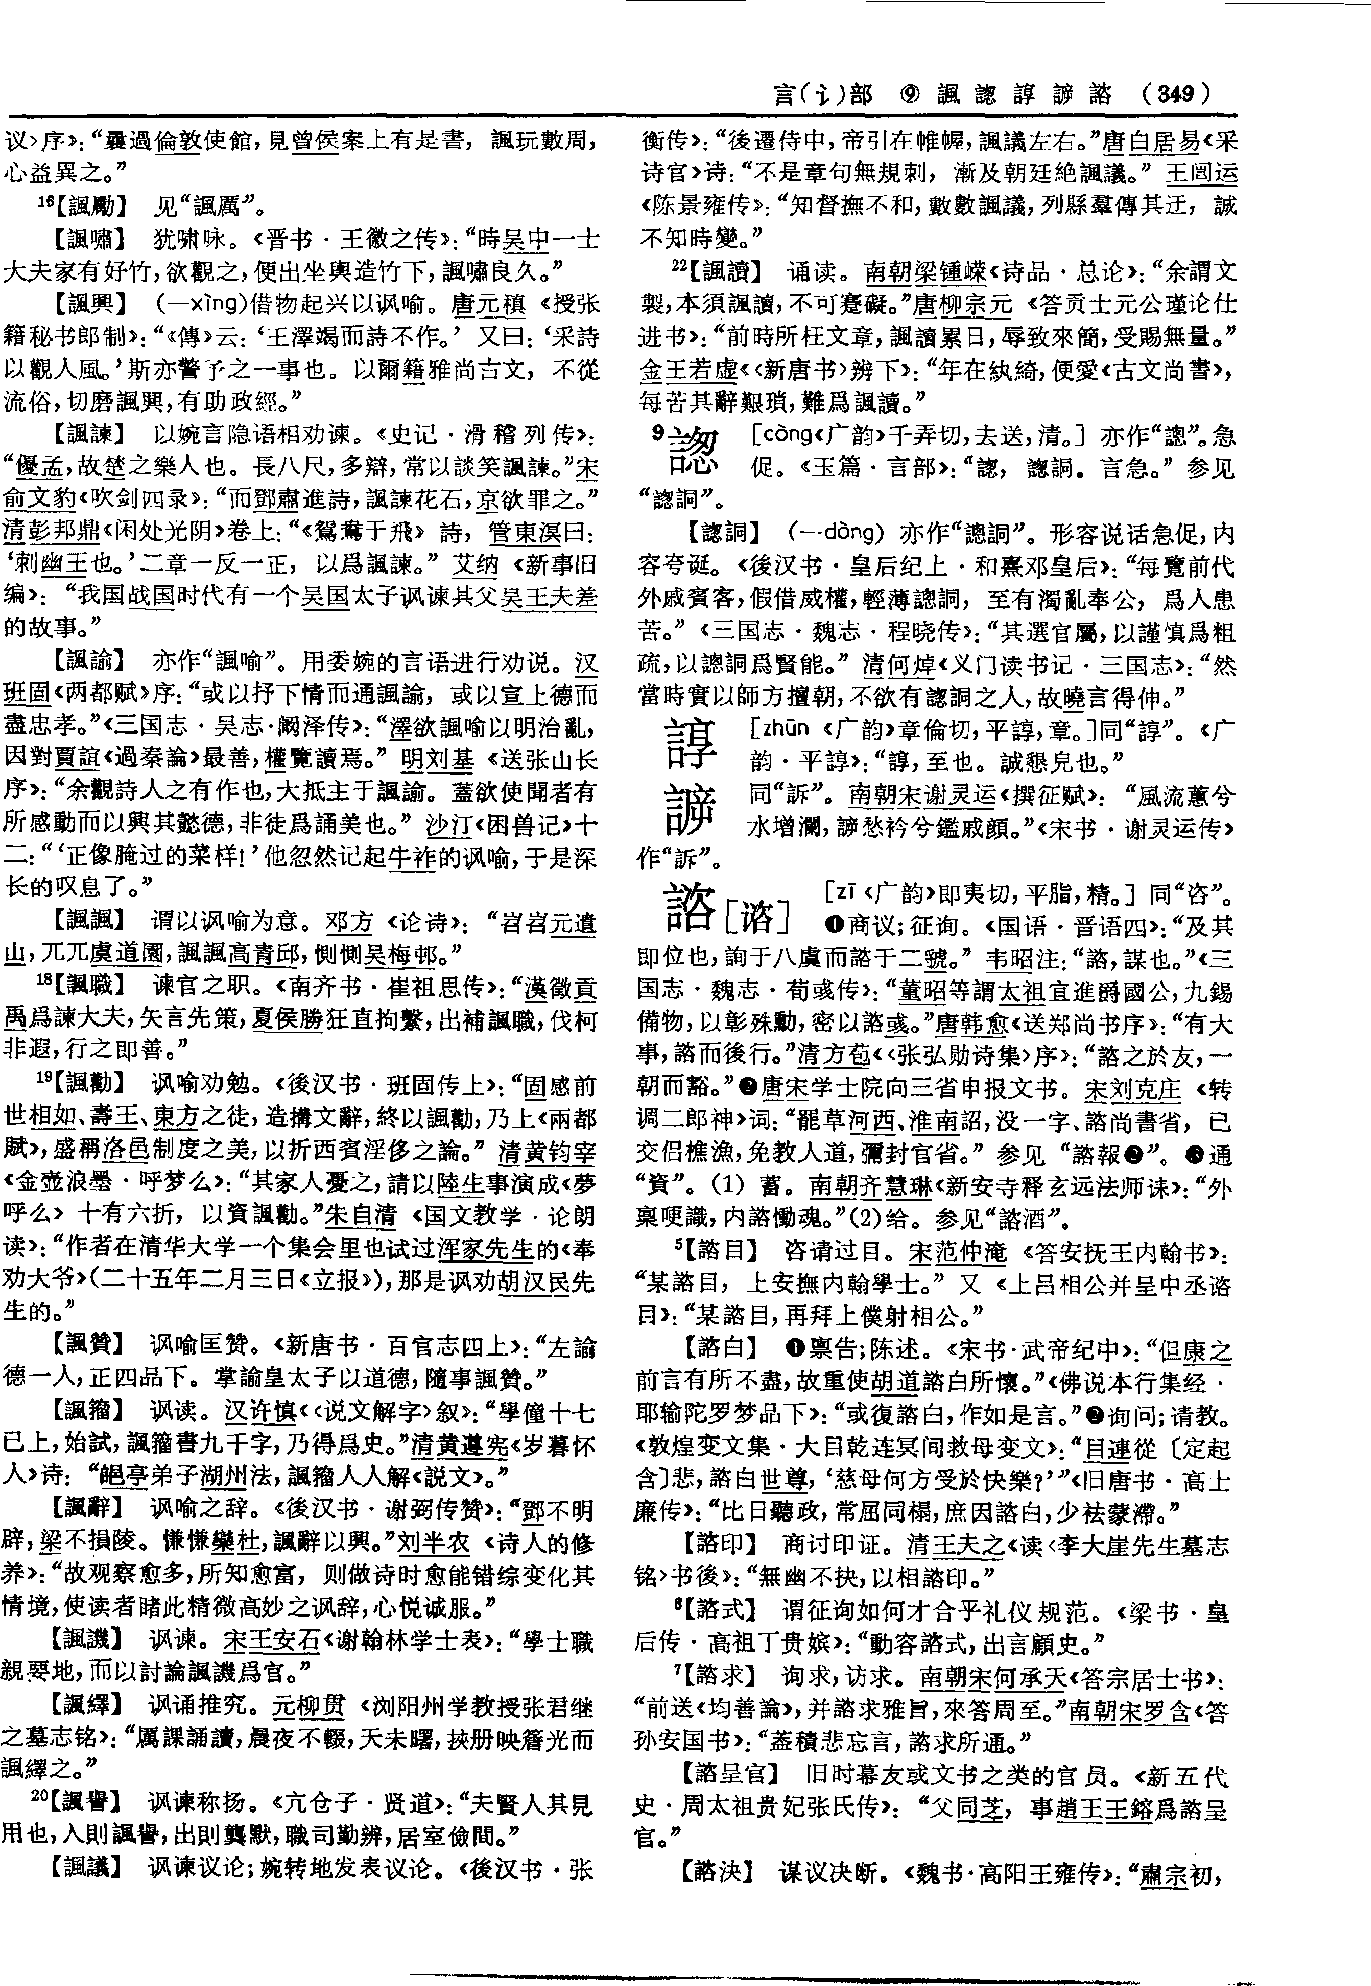 言(讠)部 ⑨ 諷 諰 諄 諦 諮 (349)
议〉序》：“曩過倫敦使館，見曾侯案上有是書，諷玩數周，
心益異之。”
¹⁶【諷勵】 见“諷厲”。
【諷嘯】 犹啸咏。《晋书·王徽之传》：“時吴中一士
大夫家有好竹，欲觀之，便出坐輿造竹下，諷嘯良久。”
【諷興】 (—xìng)借物起兴以讽喻。唐元稹《授张
籍秘书郎制》：“《傳》云：‘王澤竭而詩不作。’又曰：‘采詩
以觀人風。’斯亦警予之一事也。以爾籍雅尚古文，不從
流俗，切磨諷興，有助政經。”
【諷諫】 以婉言隐语相劝谏。《史记·滑稽列传》：
“優孟，故楚之樂人也。長八尺，多辯，常以談笑諷諫。”宋
俞文豹《吹剑四录》：“而鄧肅進詩，諷諫花石，京欲罪之。”
清彭邦鼎《闲处光阴》卷上：“《鴛鴦于飛》詩，管東溟曰：
‘刺幽王也。’二章一反一正，以爲諷諫。”艾纳《新事旧
编》：“我国战国时代有一个吴国太子讽谏其父吴王夫差
的故事。”
【諷諭】 亦作“諷喻”。用委婉的言语进行劝说。汉
班固《两都赋》序：“或以抒下情而通諷諭，或以宣上德而
盡忠孝。”《三国志·吴志·阚泽传》：“澤欲諷喻以明治亂，
因對賈誼《過秦論》最善，權覽讀焉。”明刘基《送张山长
序》：“余觀詩人之有作也，大抵主于諷諭。蓋欲使聞者有
所感動而以興其懿德，非徒爲誦美也。”沙汀《困兽记》十
二：“‘正像腌过的菜样！’他忽然记起牛祚的讽喻，于是深
长的叹息了。”
【諷諷】 谓以讽喻为意。邓方《论诗》：“岧岧元遺
山，兀兀虞道園，諷諷高青邱，惻惻吴梅邨。”
¹⁸【諷職】 谏官之职。《南齐书·崔祖思传》：“漢徵貢
禹爲諫大夫，矢言先策，夏侯勝狂直拘繫，出補諷職，伐柯
非遐，行之即善。”
¹⁹【諷勸】 讽喻劝勉。《後汉书·班固传上》：“固感前
世相如、壽王、東方之徒，造搆文辭，終以諷勸，乃上《兩都
賦》，盛稱洛邑制度之美，以折西賓淫侈之論。”清黄钧宰
《金壶浪墨·呼梦么》：“其家人憂之，請以陸生事演成《夢
呼么》十有六折，以資諷勸。”朱自清《国文教学·论朗
读》：“作者在清华大学一个集会里也试过浑家先生的《奉
劝大爷》(二十五年二月三日《立报》)，那是讽劝胡汉民先
生的。”
【諷贊】 讽喻匡赞。《新唐书·百官志四上》：“左諭
德一人，正四品下。掌諭皇太子以道德，隨事諷贊。”
【諷籀】 讽读。汉许慎《〈说文解字〉叙》：“學僮十七
已上，始試，諷籀書九千字，乃得爲史。”清黄遵宪《岁暮怀
人》诗：“郘亭弟子湖州法，諷籀人人解《説文》。”
【諷辭】 讽喻之辞。《後汉书·谢弼传赞》：“鄧不明
辟，梁不損陵。慊慊欒杜，諷辭以興。”刘半农《诗人的修
养》：“故观察愈多，所知愈富，则做诗时愈能错综变化其
情境，使读者睹此精微高妙之讽辞，心悦诚服。”
【諷譏】 讽谏。宋王安石《谢翰林学士表》：“學士職
親要地，而以討論諷譏爲官。”
【諷繹】 讽诵推究。元柳贯《浏阳州学教授张君继
之墓志铭》：“厲課誦讀，晨夜不輟，天未曙，挾册映簷光而
諷繹之。”
²⁰【諷譽】 讽谏称扬。《亢仓子·贤道》：“夫賢人其見
用也，入則諷譽，出則龔默，職司勤辨，居室儉間。”
【諷議】 讽谏议论；婉转地发表议论。《後汉书·张
衡传》：“後遷侍中，帝引在帷幄，諷議左右。”唐白居易《采
诗官》诗：“不是章句無規刺，漸及朝廷絶諷議。”王闿运
《陈景雍传》：“知督撫不和，數數諷議，列縣羣傳其迂，誠
不知時變。”
²²【諷讀】 诵读。南朝梁锺嵘《诗品·总论》：“余謂文
製，本須諷讀，不可蹇礙。”唐柳宗元《答贡士元公瑾论仕
进书》：“前時所枉文章，諷讀累日，辱致來簡，受賜無量。”
金王若虚《〈新唐书〉辨下》：“年在紈綺，便愛《古文尚書》，
每苦其辭艱瑣，難爲諷讀。”
⁹謥 [còng《广韵》千弄切，去送，清。]亦作“謥”。急
促。《玉篇·言部》：“謥，謥詷。言急。”参见
“謥詷”。
【謥詷】 (—dòng)亦作“謥詷”。形容说话急促，内
容夸诞。《後汉书·皇后纪上·和熹邓皇后》：“每覽前代
外戚賓客，假借威權，輕薄謥詷，至有濁亂奉公，爲人患
苦。”《三国志·魏志·程晓传》：“其選官屬，以謹慎爲粗
疏，以謥詷爲賢能。”清何焯《义门读书记·三国志》：“然
當時實以師方擅朝，不欲有謥詷之人，故曉言得伸。”
諄 [zhūn《广韵》章倫切，平諄，章。]同“諄”。《广
韵·平諄》：“諄，至也。誠懇皃也。”
諦 同“訴”。南朝宋谢灵运《撰征赋》：“風流蕙兮
水增瀾，諦愁衿兮鑑戚顔。”《宋书·谢灵运传》
作“訴”。
諮[谘] [zī《广韵》即夷切，平脂，精。]同“咨”。
❶商议；征询。《国语·晋语四》：“及其
即位也，詢于八虞而諮于二虢。”韦昭注：“諮，謀也。”《三
国志·魏志·荀彧传》：“董昭等謂太祖宜進爵國公，九錫
備物，以彰殊勳，密以諮彧。”唐韩愈《送郑尚书序》：“有大
事，諮而後行。”清方苞《〈张弘勋诗集〉序》：“諮之於友，一
朝而豁。”❷唐宋学士院向三省申报文书。宋刘克庄《转
调二郎神》词：“罷草河西、淮南詔，没一字、諮尚書省，已
交侣樵漁，免教人道，彌封官省。”参见“諮報❷”。❸通
“資”。(1)蓄。南朝齐慧琳《新安寺释玄远法师诔》：“外
稟哽識，内諮慟魂。”(2)给。参见“諮酒”。
⁵【諮目】 咨请过目。宋范仲淹《答安抚王内翰书》：
“某諮目，上安撫内翰學士。”又《上吕相公并呈中丞谘
目》：“某諮目，再拜上僕射相公。”
【諮白】 ❶禀告；陈述。《宋书·武帝纪中》：“但康之
前言有所不盡，故重使胡道諮白所懷。”《佛说本行集经·
耶输陀罗梦品下》：“或復諮白，作如是言。”❷询问；请教。
《敦煌变文集·大目乾连冥间救母变文》：“目連從〔定起
含〕悲，諮白世尊，‘慈母何方受於快樂？’”《旧唐书·高士
廉传》：“比日聽政，常屈同榻，庶因諮白，少袪蒙滯。”
【諮印】 商讨印证。清王夫之《读〈李大崖先生墓志
铭〉书後》：“無幽不抉，以相諮印。”
⁶【諮式】 谓征询如何才合乎礼仪规范。《梁书·皇
后传·高祖丁贵嫔》：“動容諮式，出言顧史。”
⁷【諮求】 询求，访求。南朝宋何承天《答宗居士书》：
“前送《均善論》，并諮求雅旨，來答周至。”南朝宋罗含《答
孙安国书》：“盖積悲忘言，諮求所通。”
【諮呈官】 旧时幕友或文书之类的官员。《新五代
史·周太祖贵妃张氏传》：“父同芝，事趙王王鎔爲諮呈
官。”
【諮決】 谋议决断。《魏书·高阳王雍传》：“肅宗初，